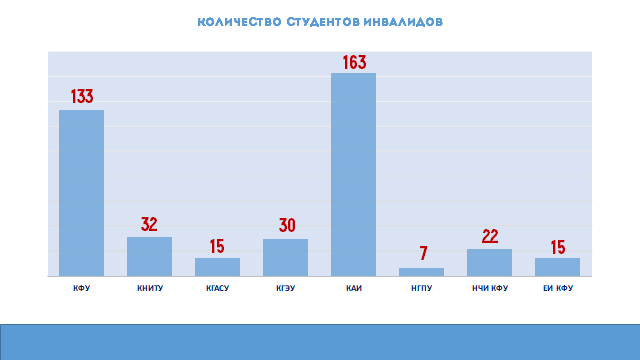 КОЛИЧЕСТВО СТУДЕНТОВ ИНВАЛИДОВ
133
32
15
30
163
7
22
15
КФУ
КНИТУ
КГАСУ
КГЭУ
КАИ
НГПУ
НЧИ КФУ
ЕИ КФУ